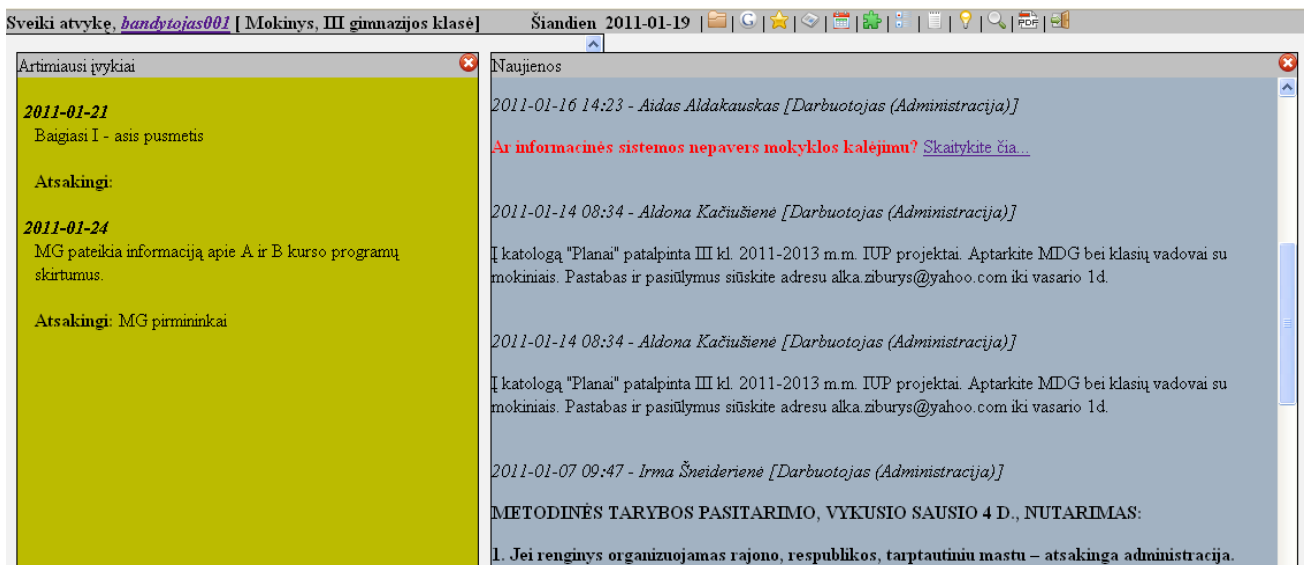 Sveiki atvykę, bandytojas001 [ Mokinys, III gimnazijos klasė] Šiandien 2011-01-19 | | G | | | | | | | | | PDF |
Artimiausi įvykiai
2011-01-21
Baigiasi I - asis pusmetis
Atsakingi:
2011-01-24
MG pateikia informaciją apie A ir B kurso programų
skirtumus.
Atsakingi: MG pirmininkai
Naujienos
2011-01-16 14:23 - Aidas Aldakauskas [Darbuotojas (Administracija)]
Ar informacinės sistemos nepavers mokyklos kalėjimu? Skaitykite čia...
2011-01-14 08:34 - Aldona Kačiušienė [Darbuotojas (Administracija)]
Į katologą "Planai" patalpinta III kl. 2011-2013 m.m. IUP projektai. Aptarkite MDG bei klasių vadovai su
mokiniais. Pastabas ir pasiūlymus siūskite adresu alka.ziburys@yahoo.com iki vasario 1d.
2011-01-14 08:34 - Aldona Kačiušienė [Darbuotojas (Administracija)]
Į katologą "Planai" patalpinta III kl. 2011-2013 m.m. IUP projektai. Aptarkite MDG bei klasių vadovai su
mokiniais. Pastabas ir pasiūlymus siūskite adresu alka.ziburys@yahoo.com iki vasario 1d.
2011-01-07 09:47 - Irma Šneiderienė [Darbuotojas (Administracija)]
METODINĖS TARYBOS PASITARIMO, VYKUSIO SAUSIO 4 D., NUTARIMAS:
1. Jei renginys organizuojamas rajono, respublikos, tarptautiniu mastu – atsakinga administracija.